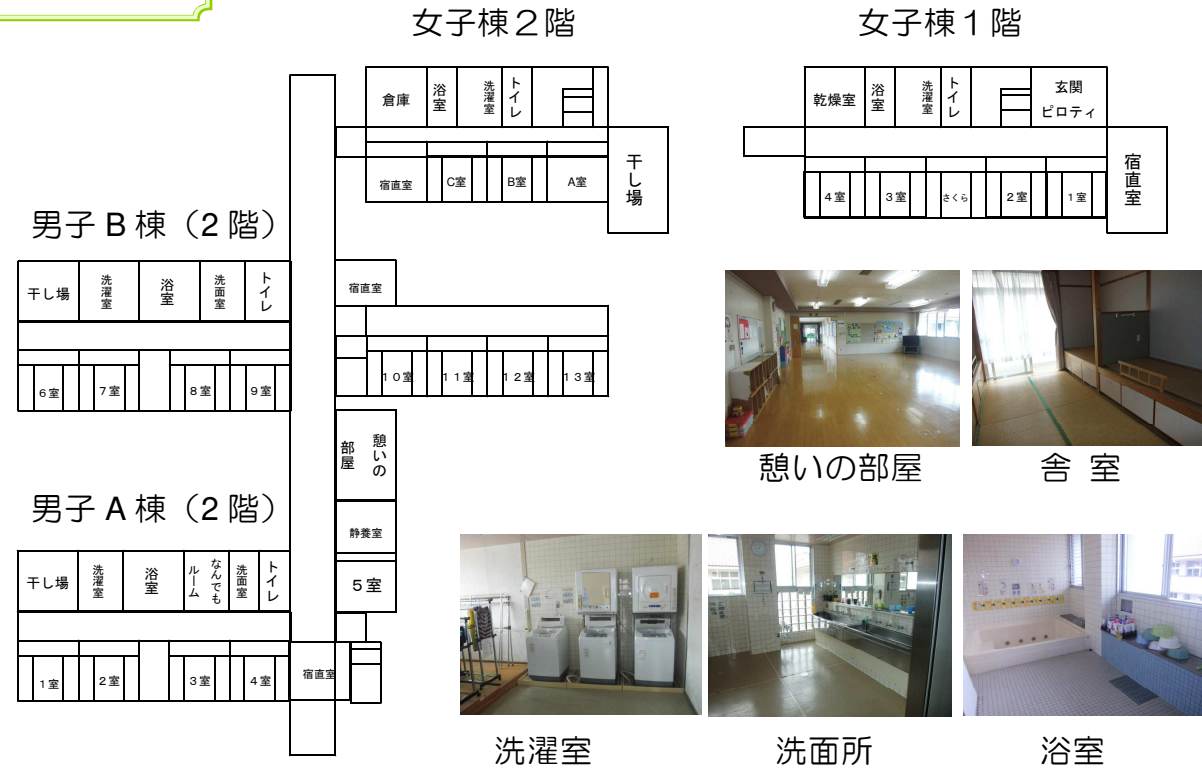 女子棟２階
女子棟１階
倉庫
浴室
洗濯室
トイレ
宿直室
C室
B室
A室
干し場
乾燥室
浴室
洗濯室
トイレ
玄関
ピロティ
４室
３室
さくら
２室
１室
宿直室
男子Ｂ棟（２階）
干し場
洗濯室
浴室
洗面室
トイレ
６室
７室
８室
９室
宿直室
１０室
１１室
１２室
１３室
憩いの
部屋
静養室
５室
男子Ａ棟（２階）
干し場
洗濯室
浴室
なんでも
ルーム
洗面室
トイレ
１室
２室
３室
４室
宿直室
憩いの部屋
舎 室
洗濯室
洗面所
浴室